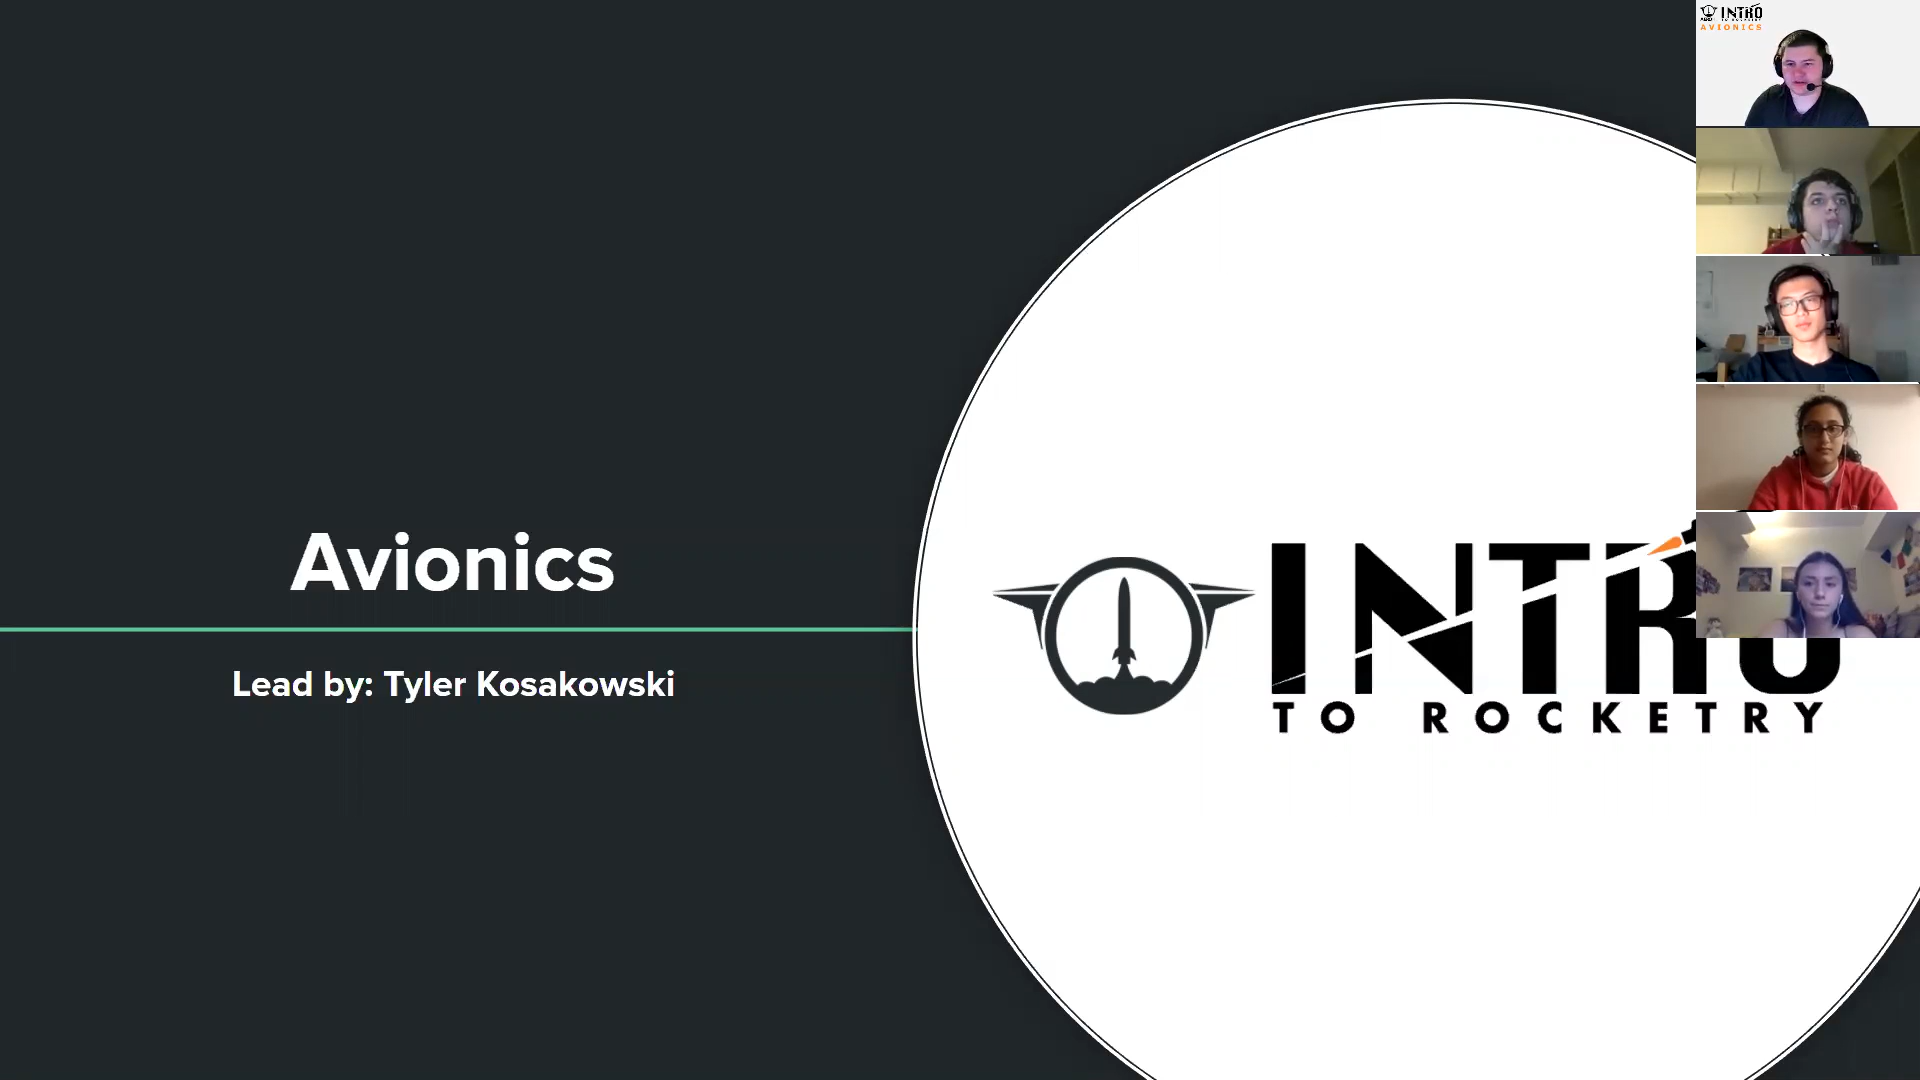 Avionics
Lead by: Tyler Kosakowski
INTRO
TO ROCKETRY
INTRO
AVIONICS